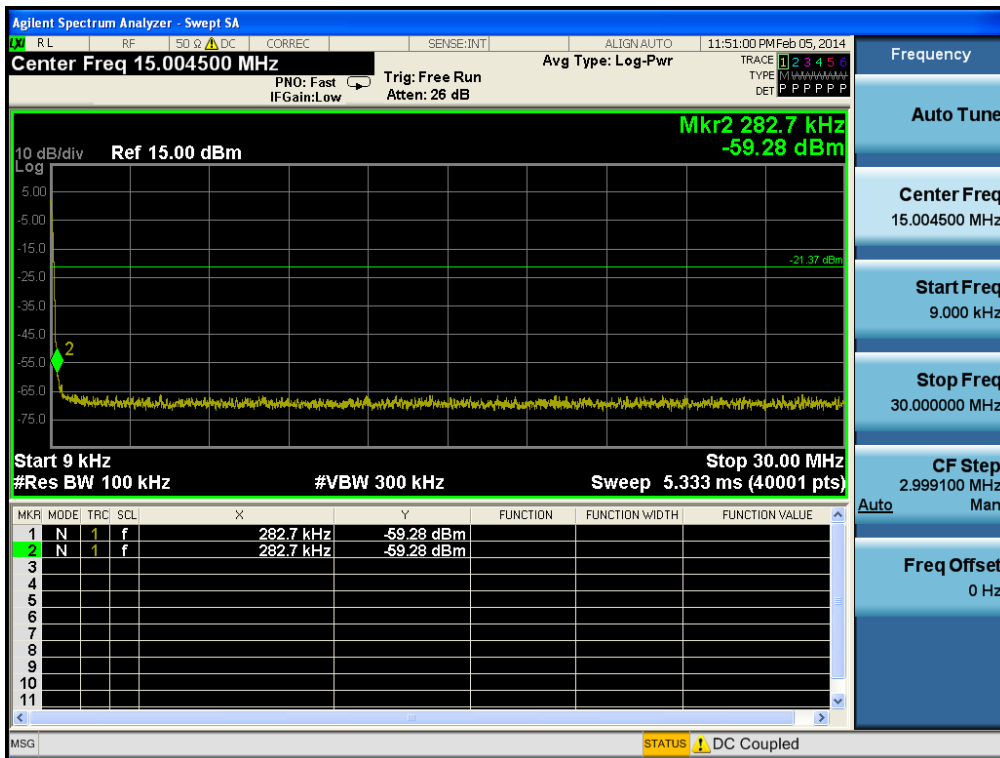 Agilent Spectrum Analyzer - Swept SA
LXI RL RF 50 Ω DC CORREC SENSE:INT ALIGN AUTO 11:51:00 PM Feb 05, 2014
Center Freq 15.004500 MHz
PNO: Fast
IFGain:Low
Trig: Free Run
Atten: 26 dB
Avg Type: Log-Pwr
TRACE 1 2 3 4 5 6
TYPE M W W W W W
DET P P P P P P
Mkr2 282.7 kHz
-59.28 dBm
10 dB/div Ref 15.00 dBm
Log
5.00
-5.00
-15.0
-21.37 dBm
-25.0
-35.0
-45.0
2
-55.0
-65.0
-75.0
Start 9 kHz Stop 30.00 MHz
#Res BW 100 kHz #VBW 300 kHz Sweep 5.333 ms (40001 pts)
MKR MODE TRC SCL X Y FUNCTION FUNCTION WIDTH FUNCTION VALUE
1 N 1 f 282.7 kHz -59.28 dBm
2 N 1 f 282.7 kHz -59.28 dBm
3
4
5
6
7
8
9
10
11
MSG STATUS DC Coupled
Frequency
Auto Tune
Center Freq
15.004500 MHz
Start Freq
9.000 kHz
Stop Freq
30.000000 MHz
CF Step
2.999100 MHz
Auto Man
Freq Offset
0 Hz